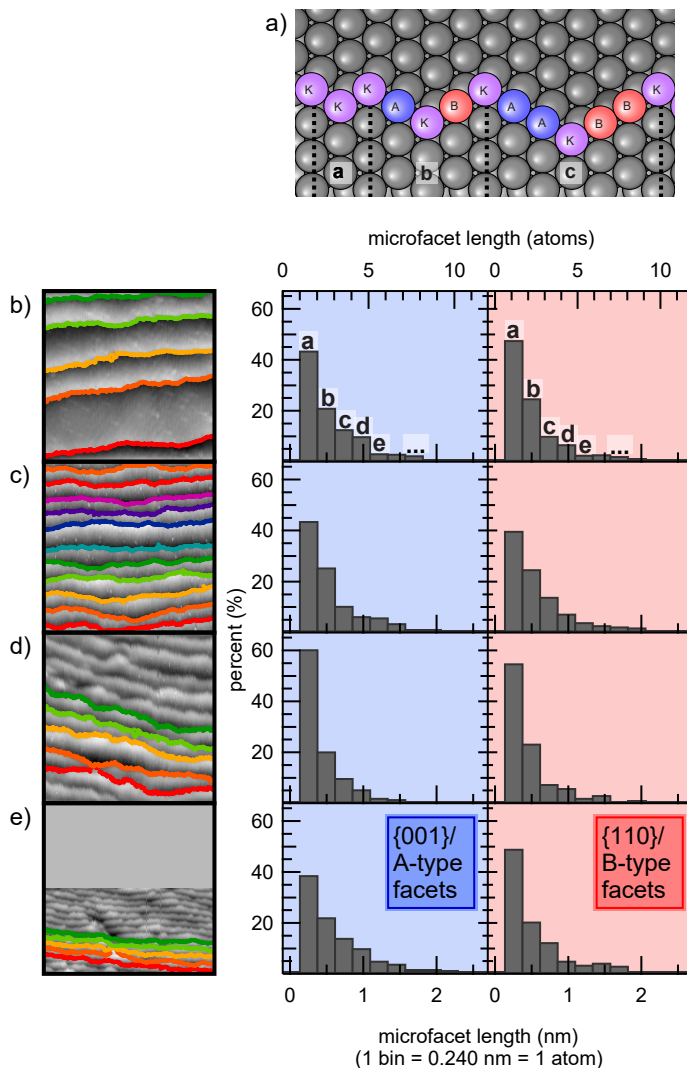 a)
K K K A K B K A A K B B K
a b c
microfacet length (atoms)
0 5 10 0 5 10
b)
60
40
20
a b c d e ...
a b c d e ...
c)
60
40
20
percent (%)
d)
60
40
20
e)
60
40
20
{001}/
A-type
facets
{110}/
B-type
facets
0 1 2 0 1 2
microfacet length (nm)
(1 bin = 0.240 nm = 1 atom)